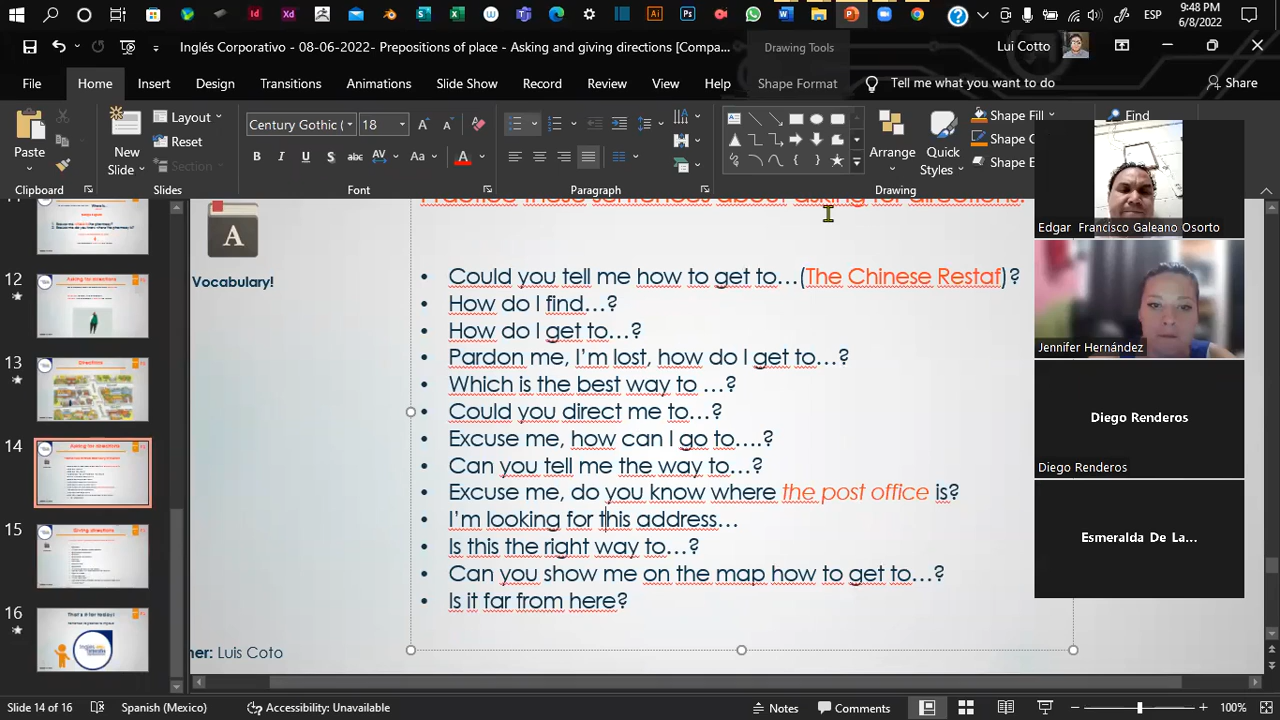 9:48 PM
ESP
6/8/2022
Inglés Corporativo - 08-06-2022- Prepositions of place - Asking and giving directions [Compa...
Drawing Tools
Lui Cotto
File
Home
Insert
Design
Transitions
Animations
Slide Show
Record
Review
View
Help
Shape Format
Tell me what you want to do
Share
Paste
New
Slide
Layout
Reset
Section
Century Gothic (
18
Arrange
Quick
Styles
Shape Fill
Shape
Shape E
Find
Clipboard
Slides
Font
Paragraph
Drawing
Practice these sentences about asking for directions.
A
Vocabulary!
• Could you tell me how to get to…(The Chinese Restaf)?
• How do I find…?
• How do I get to…?
• Pardon me, I'm lost, how do I get to…?
• Which is the best way to …?
• Could you direct me to…?
• Excuse me, how can I go to….?
• Can you tell me the way to…?
• Excuse me, do you know where the post office is?
• I'm looking for this address…
• Is this the right way to…?
• Can you show me on the map how to get to…?
• Is it far from here?
ner: Luis Coto
12
Asking for directions
13
Directions
14
Asking for directions
15
Giving directions
16
That's it for today!
Edgar Francisco Galeano Osorto
Jennifer Hernández
Diego Renderos
Diego Renderos
Esmeralda De La...
Slide 14 of 16
Spanish (Mexico)
Accessibility: Unavailable
Notes
Comments
100%